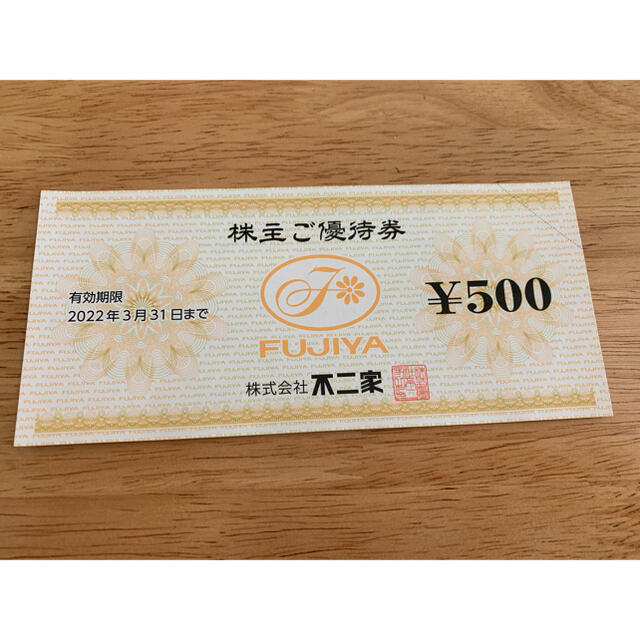 株主ご優待券
有効期限
2022年3月31日まで
F
FUJIYA
¥500
株式会社 不二家